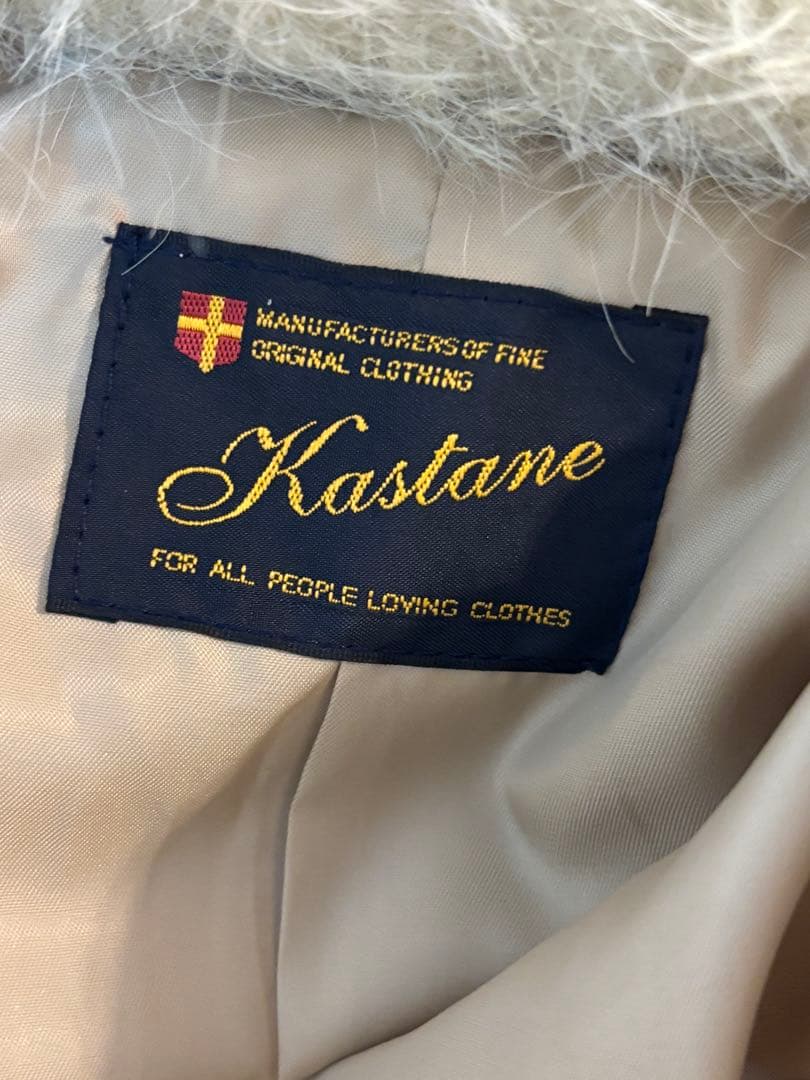 MANUFACTURERS OF FINE
ORIGINAL CLOTHING
Kastane
FOR ALL PEOPLE LOVING CLOTHES